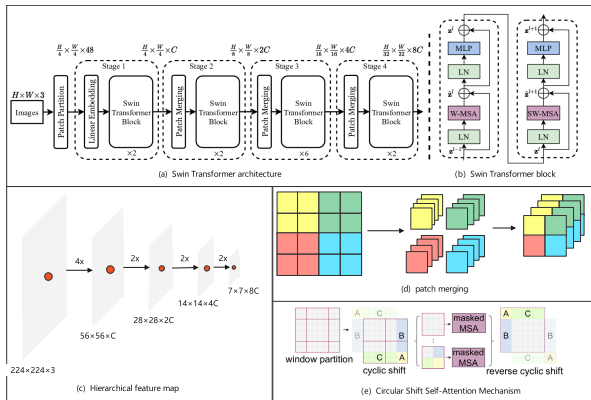 H/4 × W/4 × 48
Stage 1
H/4 × W/4 × C
Stage 2
H/8 × W/8 × 2C
Stage 3
H/16 × W/16 × 4C
Stage 4
H/32 × W/32 × 8C
H×W×3
Images
Patch Partition
Linear Embedding
Swin
Transformer
Block
×2
Patch Merging
Swin
Transformer
Block
×2
Patch Merging
Swin
Transformer
Block
×6
Patch Merging
Swin
Transformer
Block
×2
(a) Swin Transformer architecture
z^l
MLP
LN
ẑ^l
W-MSA
LN
z^{l−1}
z^{l+1}
MLP
LN
ẑ^{l+1}
SW-MSA
LN
z^l
(b) Swin Transformer block
4x
2x
2x
2x
7×7×8C
14×14×4C
28×28×2C
56×56×C
224×224×3
(c) Hierarchical feature map
(d) patch merging
window partition
A
C
B
B
C
A
cyclic shift
masked
MSA
masked
MSA
A
C
B
B
C
A
reverse cyclic shift
(e) Circular Shift Self-Attention Mechanism